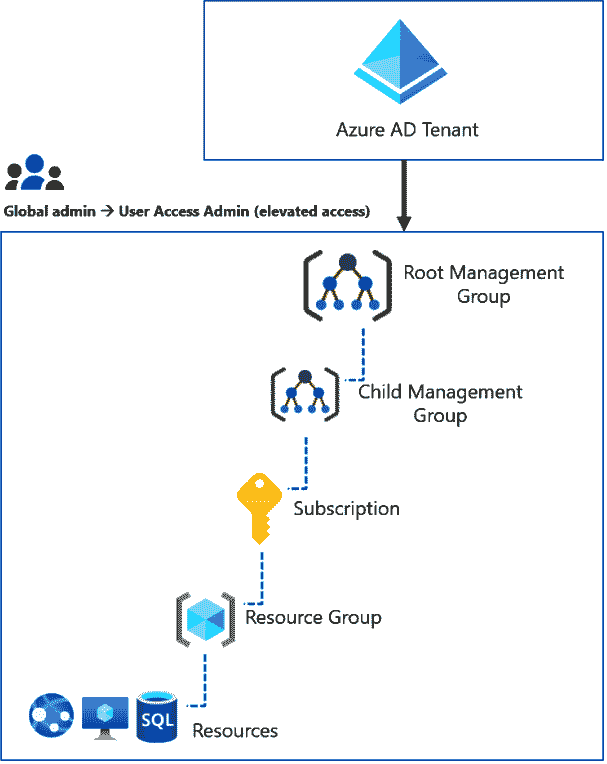 Azure AD Tenant
Global admin → User Access Admin (elevated access)
Root Management
Group
Child Management
Group
Subscription
Resource Group
SQL
Resources